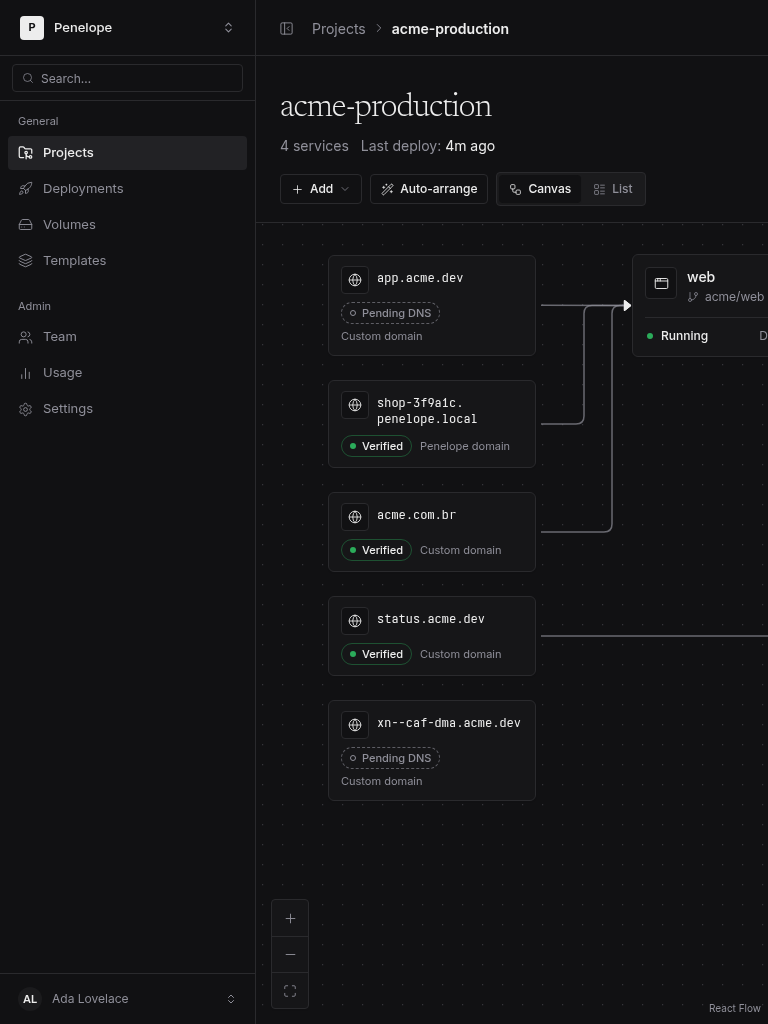 P Penelope
Search...
General
Projects
Deployments
Volumes
Templates
Admin
Team
Usage
Settings
AL Ada Lovelace
Projects acme-production
acme-production
4 services Last deploy: 4m ago
Add Auto-arrange Canvas List
app.acme.dev
Pending DNS
Custom domain
shop-3f9a1c.
penelope.local
Verified Penelope domain
acme.com.br
Verified Custom domain
status.acme.dev
Verified Custom domain
xn--caf-dma.acme.dev
Pending DNS
Custom domain
web
acme/web
Running D
React Flow